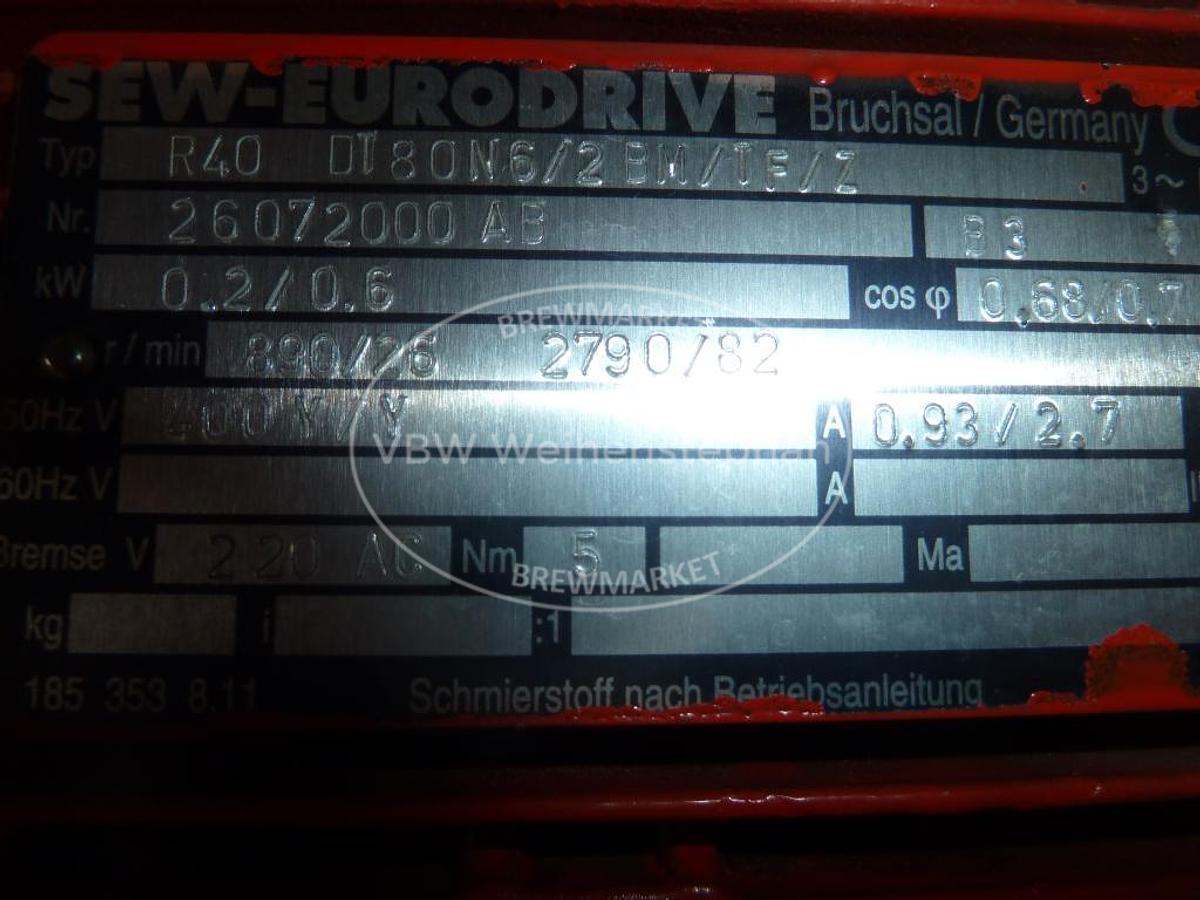 SEW-EURODRIVE Bruchsal / Germany
Typ R40 DT80N6/2 BM/TF/Z 3~
Nr. 26072000 AB B3
kW 0.2/0.6 cos φ 0,68/0,7
r/min 890/26 2790/82
50Hz V 400 Y/Y A 0.93/2.7
60Hz V A
Bremse V 220 AC Nm 5 Ma
kg i :1
185 353 8.11 Schmierstoff nach Betriebsanleitung
BREWMARKET
VBW Weihenstephan
BREWMARKET